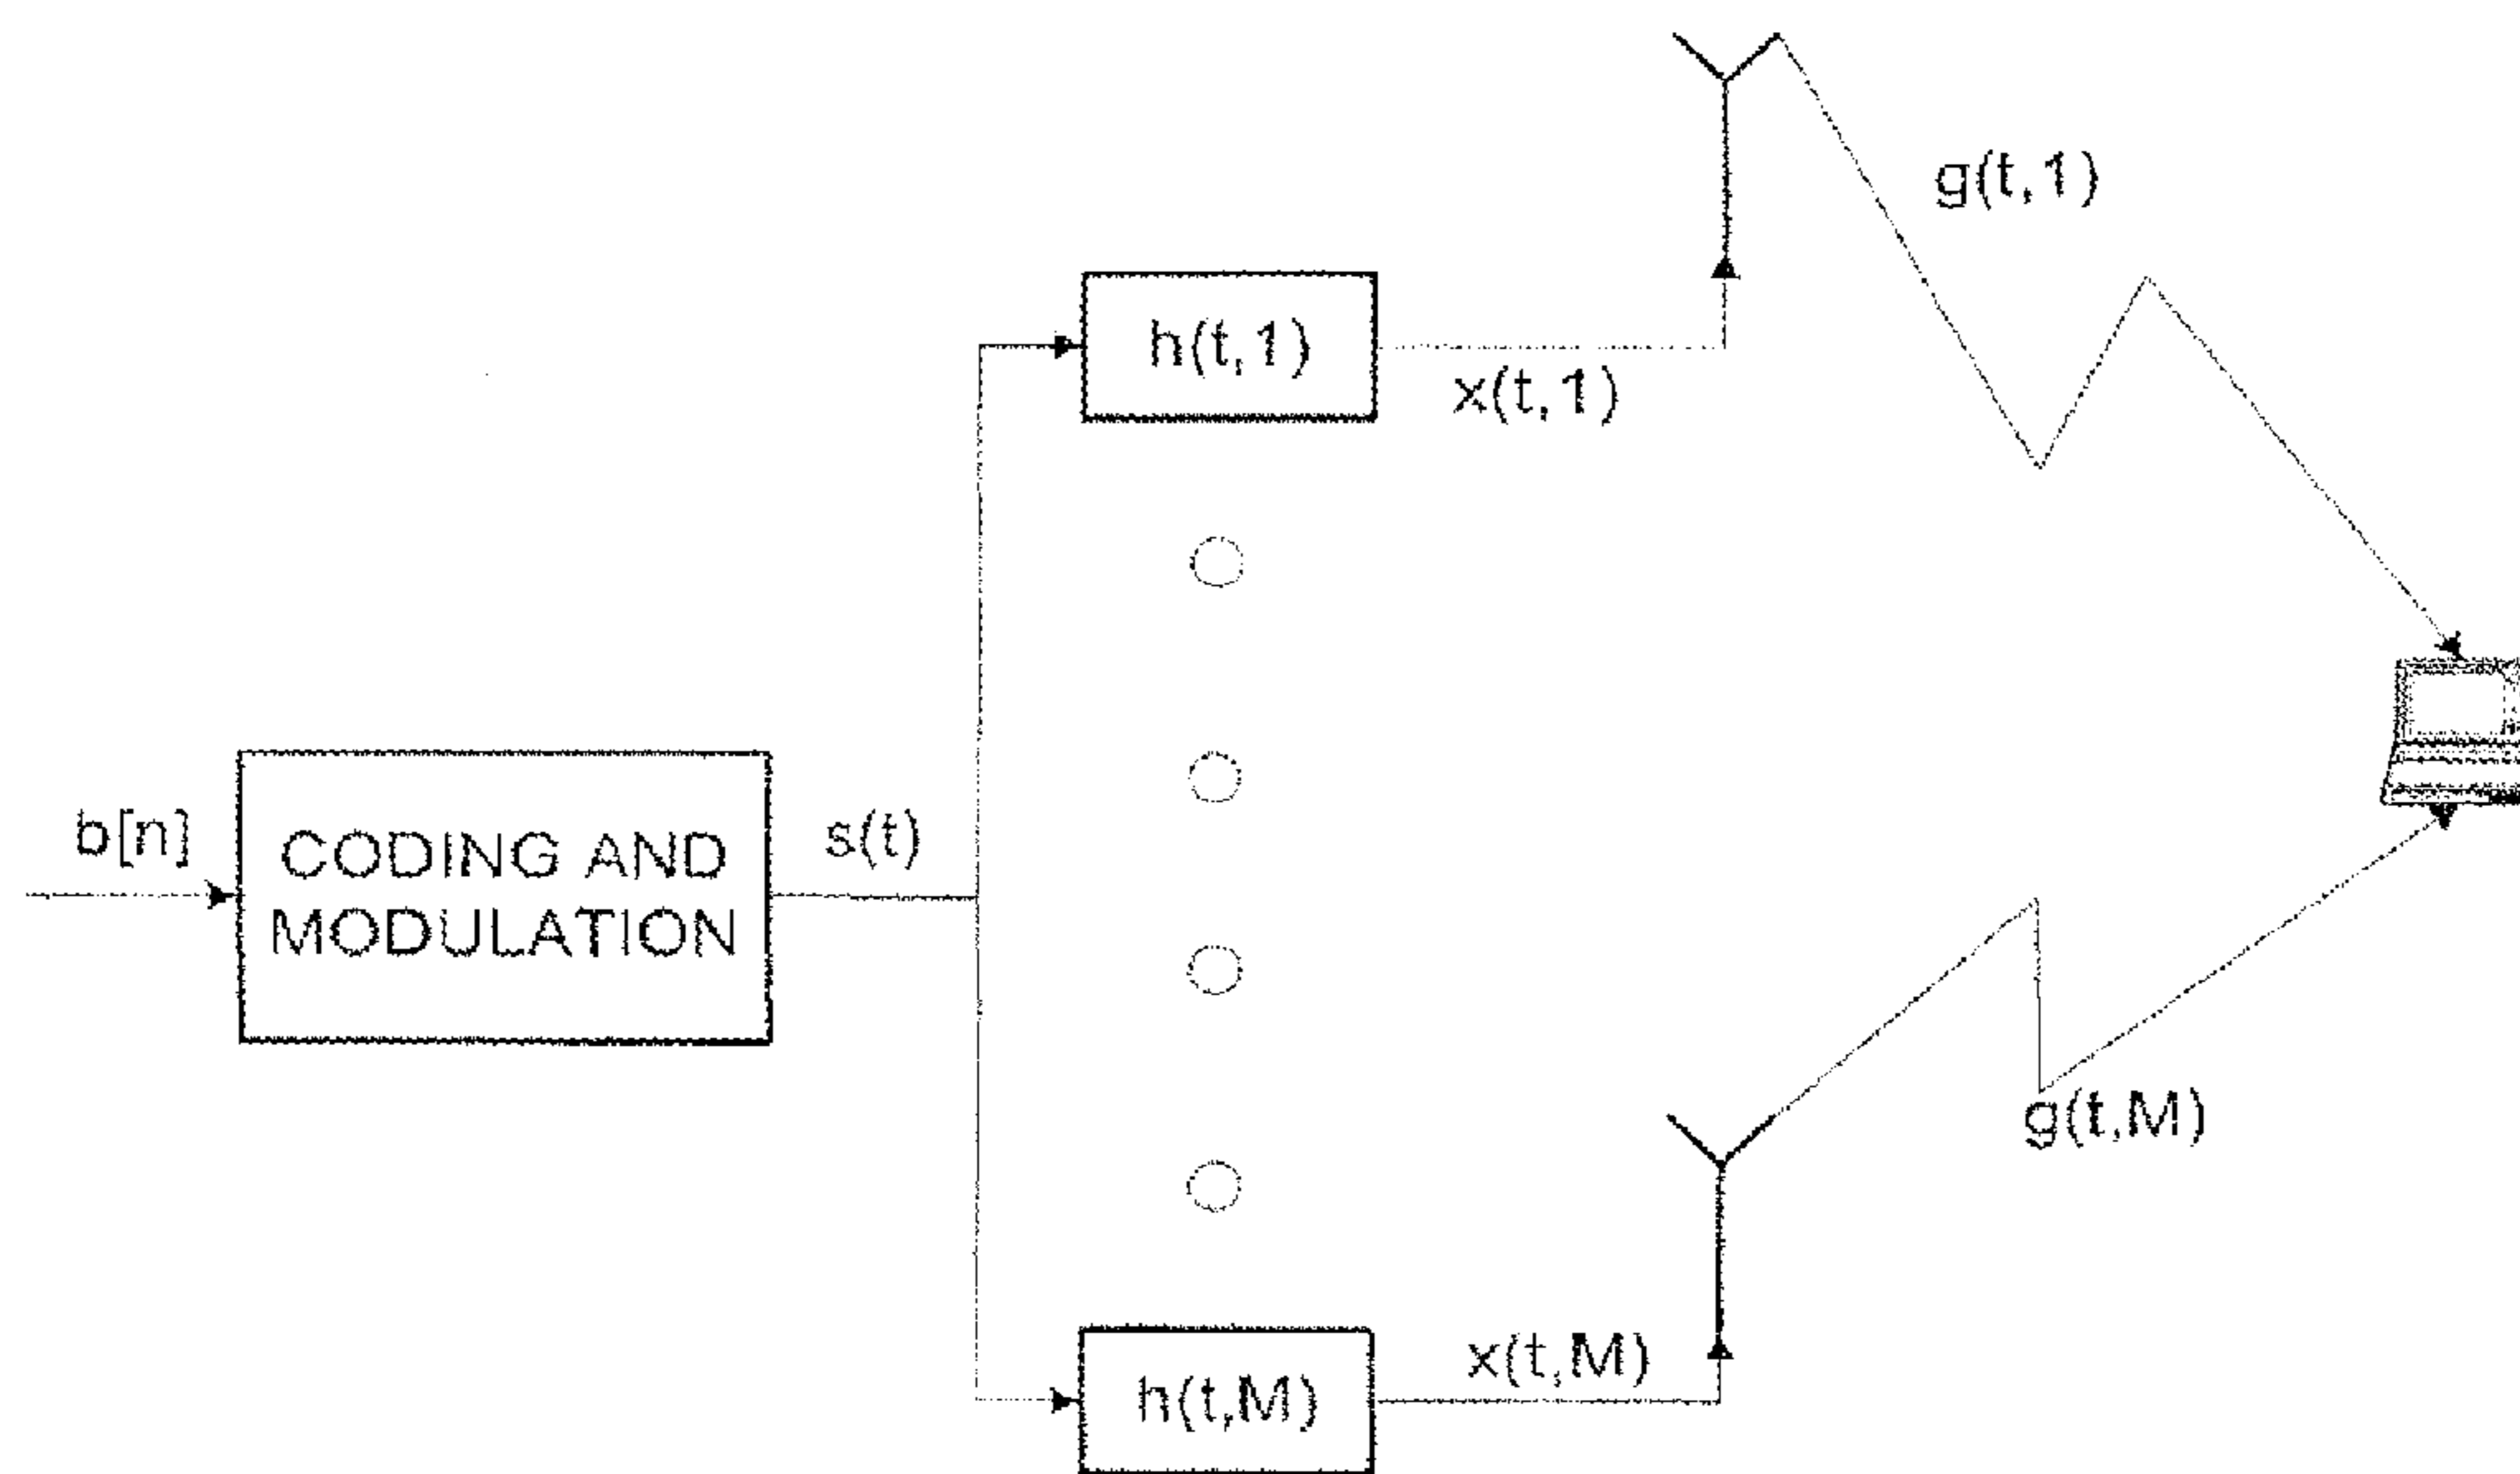 g(t,1)
h(t,1)
x(t,1)
b[n]
CODING AND
MODULATION
s(t)
g(t,M)
x(t,M)
h(t,M)